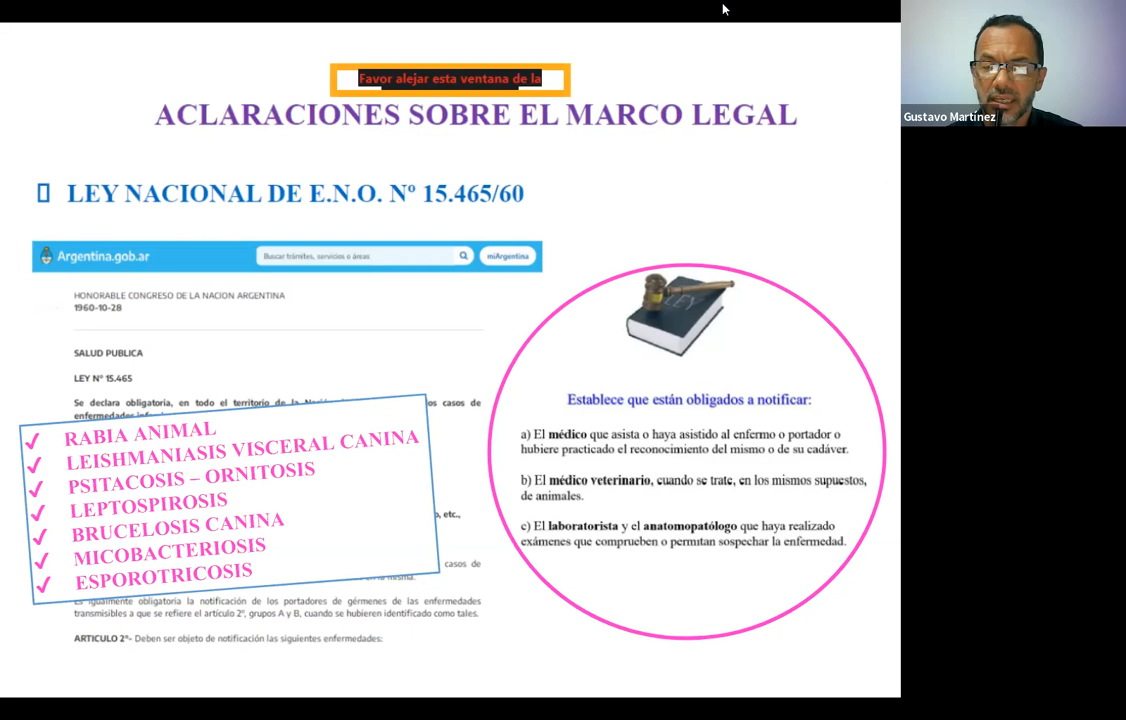 Favor alejar esta ventana de la
ACLARACIONES SOBRE EL MARCO LEGAL
LEY NACIONAL DE E.N.O. Nº 15.465/60
Argentina.gob.ar
Buscar trámites, servicios o áreas
miArgentina
HONORABLE CONGRESO DE LA NACION ARGENTINA
1960-10-28
SALUD PUBLICA
LEY Nº 15.465
Se declara obligatoria, en todo el territorio de la
os casos de
enfermedades
✓ RABIA ANIMAL
✓ LEISHMANIASIS VISCERAL CANINA
✓ PSITACOSIS – ORNITOSIS
✓ LEPTOSPIROSIS
✓ BRUCELOSIS CANINA
✓ MICOBACTERIOSIS
✓ ESPOROTRICOSIS
, etc.,
casos de
la misma.
Es igualmente obligatoria la notificación de los portadores de gérmenes de las enfermedades
transmisibles a que se refiere el artículo 2º, grupos A y B, cuando se hubieren identificado como tales.
ARTICULO 2º- Deben ser objeto de notificación las siguientes enfermedades:
LEY
Establece que están obligados a notificar:
a) El médico que asista o haya asistido al enfermo o portador o
hubiere practicado el reconocimiento del mismo o de su cadáver.
b) El médico veterinario, cuando se trate, en los mismos supuestos,
de animales.
c) El laboratorista y el anatomopatólogo que haya realizado
exámenes que comprueben o permitan sospechar la enfermedad.
Gustavo Martínez